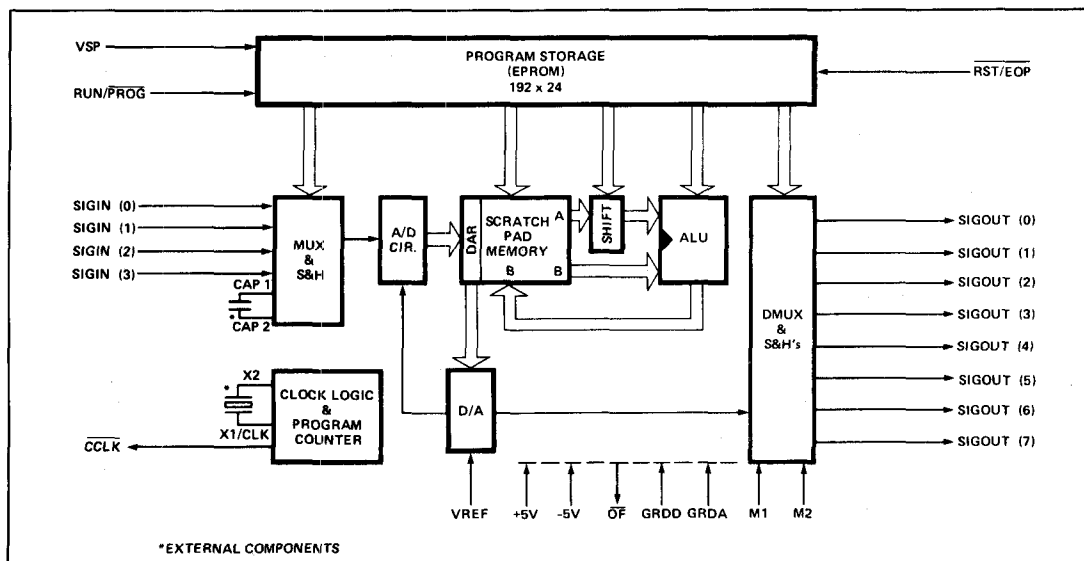 VSP
PROGRAM STORAGE
(EPROM)
192 x 24
RUN/PROG
RST/EOP
SIGIN (0)
SIGIN (1)
SIGIN (2)
SIGIN (3)
CAP 1
CAP 2
MUX
&
S&H
A/D
CIR.
DAR
SCRATCH
PAD
MEMORY
A
B
B
SHIFT
ALU
DMUX
&
S&H's
SIGOUT (0)
SIGOUT (1)
SIGOUT (2)
SIGOUT (3)
SIGOUT (4)
SIGOUT (5)
SIGOUT (6)
SIGOUT (7)
*
X2
X1/CLK
CCLK
CLOCK LOGIC
&
PROGRAM
COUNTER
D/A
*
VREF
+5V
-5V
OF
GRDD
GRDA
M1
M2
*EXTERNAL COMPONENTS